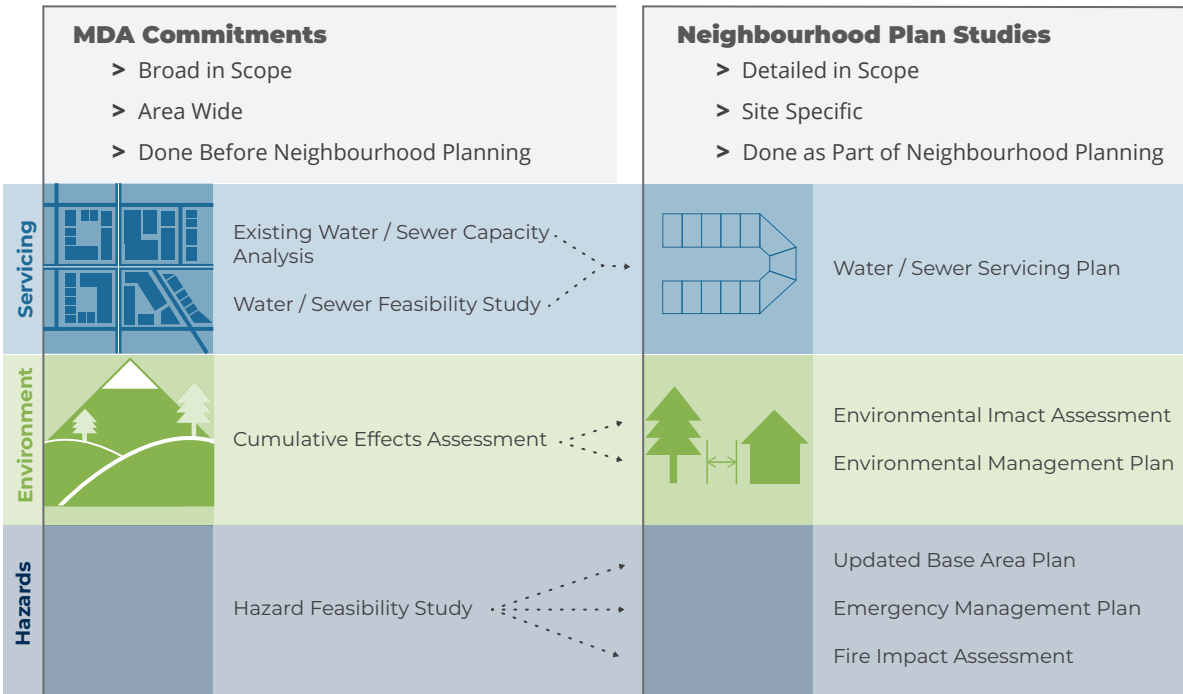 MDA Commitments
> Broad in Scope
> Area Wide
> Done Before Neighbourhood Planning
Neighbourhood Plan Studies
> Detailed in Scope
> Site Specific
> Done as Part of Neighbourhood Planning
Servicing
Existing Water / Sewer Capacity
Analysis
Water / Sewer Feasibility Study
Water / Sewer Servicing Plan
Environment
Cumulative Effects Assessment
Environmental Imact Assessment
Environmental Management Plan
Hazards
Hazard Feasibility Study
Updated Base Area Plan
Emergency Management Plan
Fire Impact Assessment